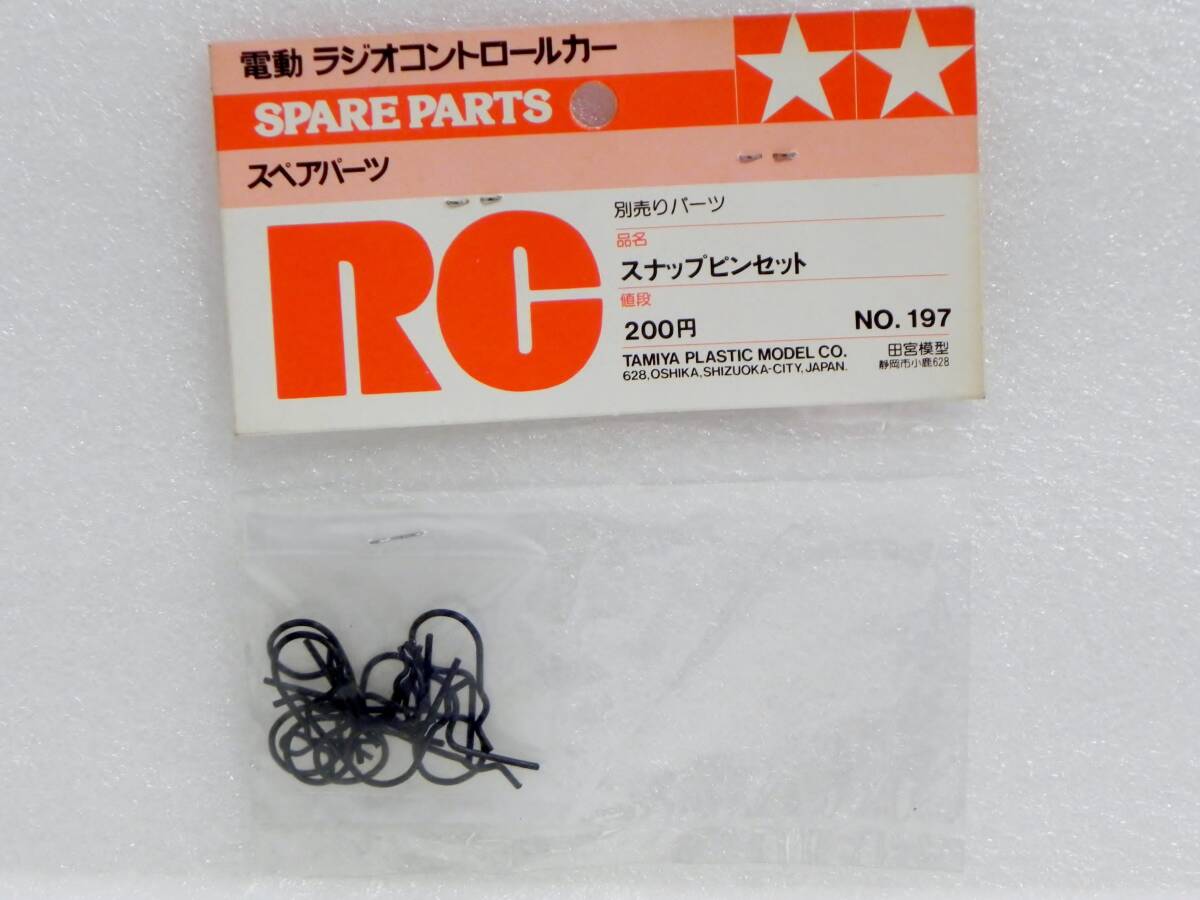 電動 ラジオコントロールカー
SPARE PARTS
スペアパーツ
RC
別売りパーツ
品名
スナップピンセット
値段
200円 NO. 197
TAMIYA PLASTIC MODEL CO. 田宮模型
628, OSHIKA, SHIZUOKA-CITY, JAPAN. 静岡市小鹿628